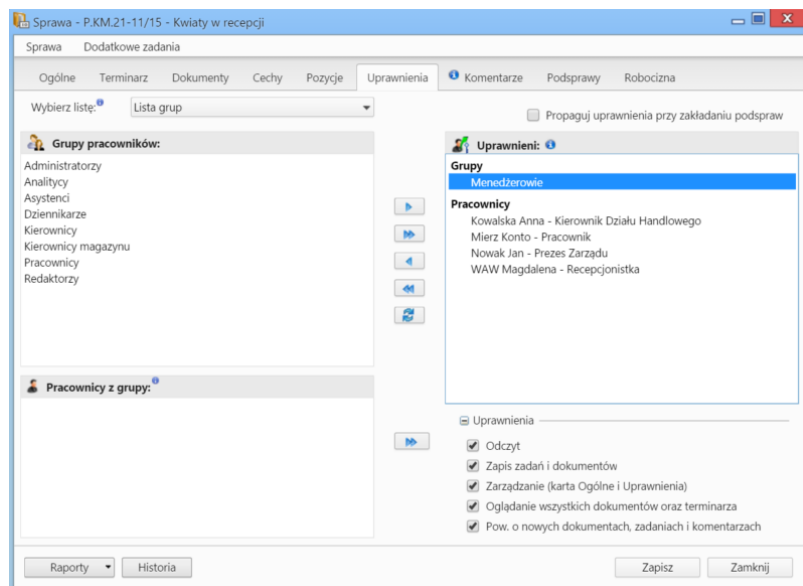 Sprawa - P.KM.21-11/15 - Kwiaty w recepcji
Sprawa Dodatkowe zadania
Ogólne Terminarz Dokumenty Cechy Pozycje Uprawnienia Komentarze Podsprawy Robocizna
Wybierz listę: Lista grup
Propaguj uprawnienia przy zakładaniu podspraw
Grupy pracowników:
Administratorzy
Analitycy
Asystenci
Dziennikarze
Kierownicy
Kierownicy magazynu
Pracownicy
Redaktorzy
Pracownicy z grupy:
Uprawnieni:
Grupy
Menedżerowie
Pracownicy
Kowalska Anna - Kierownik Działu Handlowego
Mierz Konto - Pracownik
Nowak Jan - Prezes Zarządu
WAW Magdalena - Recepcjonistka
Uprawnienia
Odczyt
Zapis zadań i dokumentów
Zarządzanie (karta Ogólne i Uprawnienia)
Oglądanie wszystkich dokumentów oraz terminarza
Pow. o nowych dokumentach, zadaniach i komentarzach
Raporty Historia Zapisz Zamknij